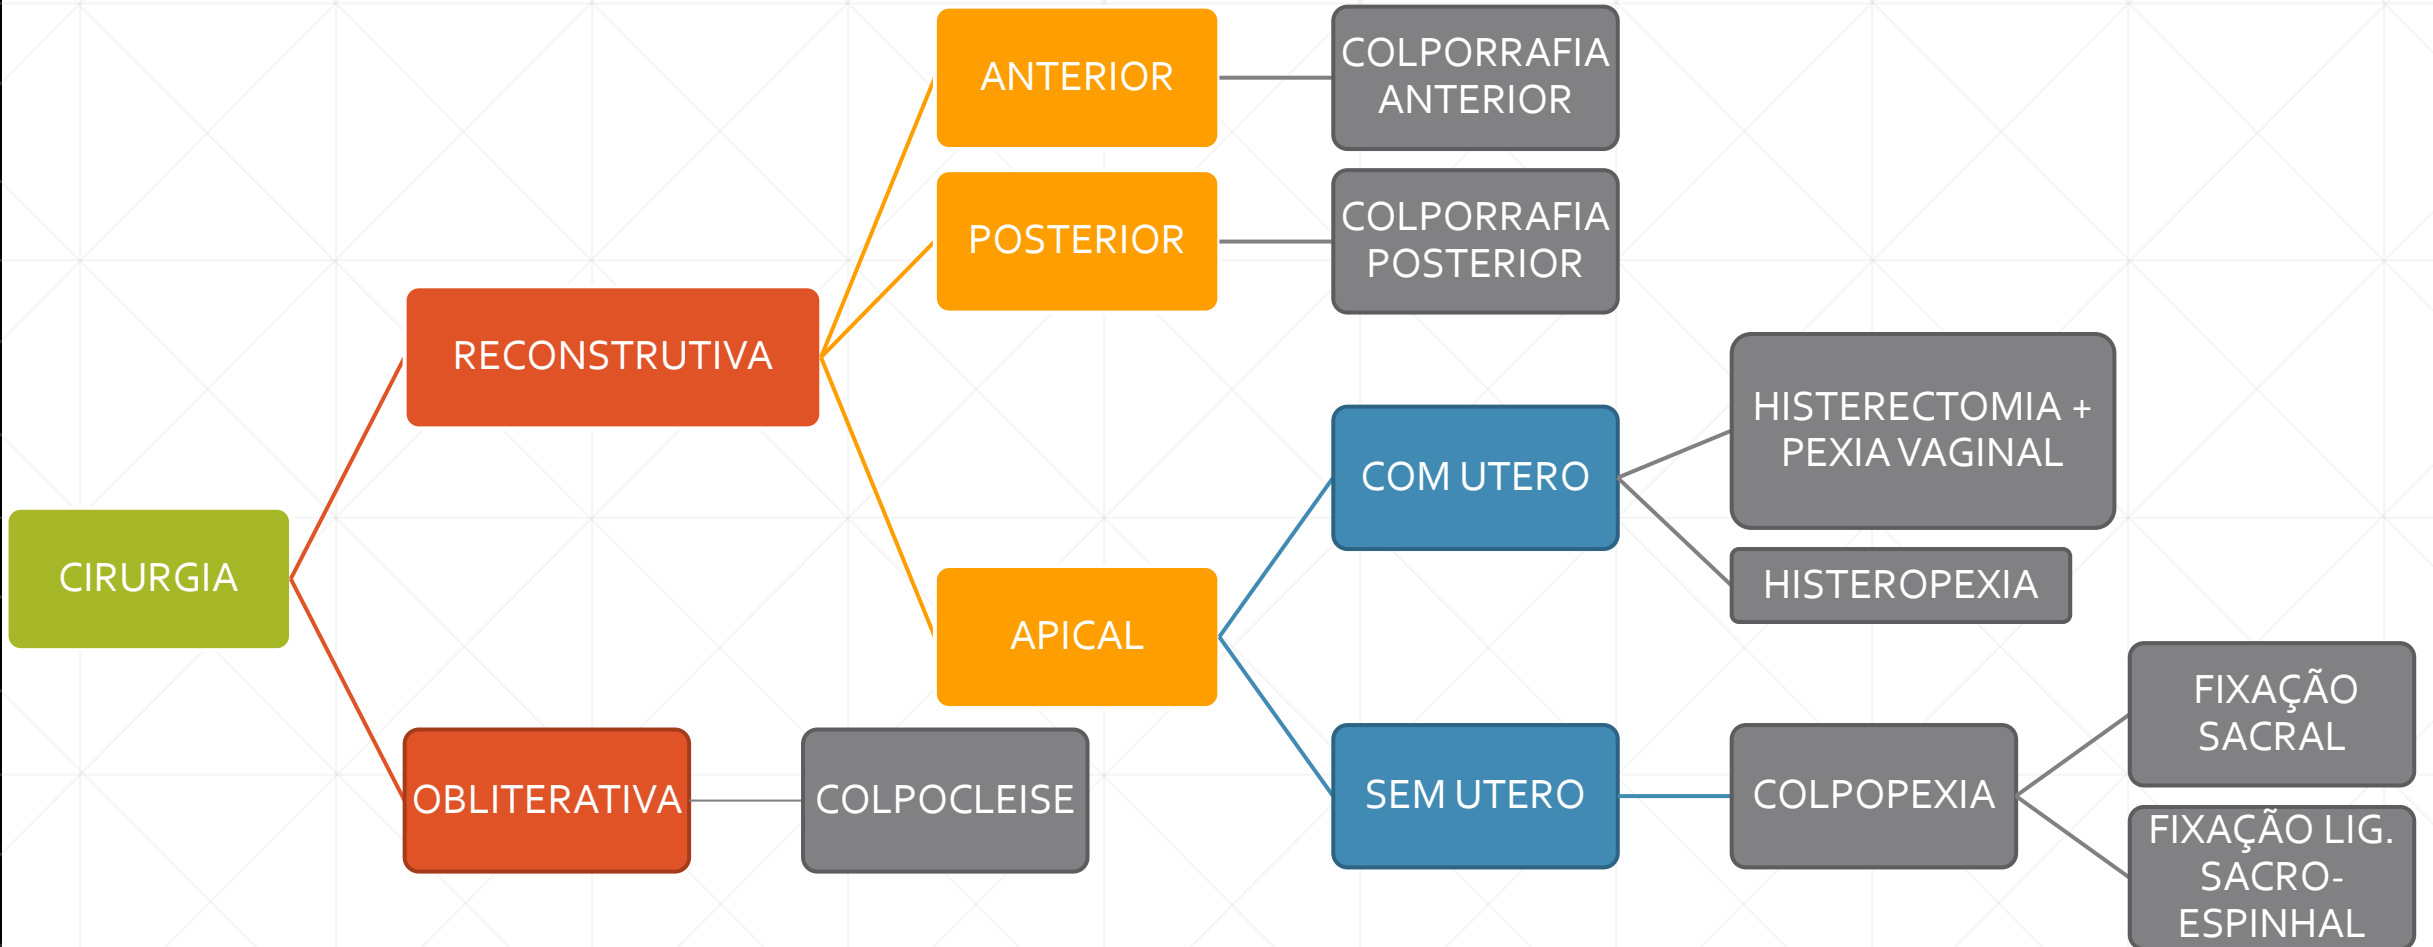 ANTERIOR
COLPORRAFIA
ANTERIOR
POSTERIOR
COLPORRAFIA
POSTERIOR
RECONSTRUTIVA
HISTERECTOMIA +
PEXIA VAGINAL
COM UTERO
HISTEROPEXIA
CIRURGIA
APICAL
FIXAÇÃO
SACRAL
OBLITERATIVA
COLPOCLEISE
SEM UTERO
COLPOPEXIA
FIXAÇÃO LIG.
SACRO-
ESPINHAL